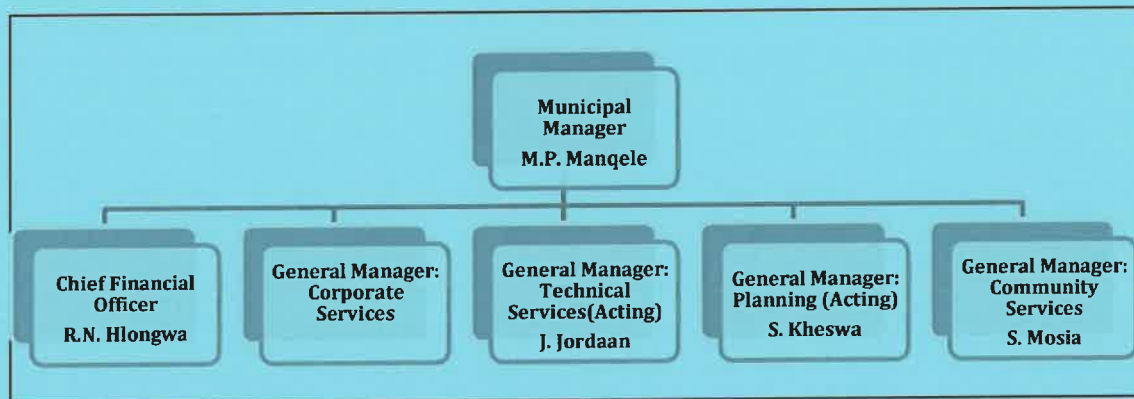 Municipal
Manager
M.P. Manqele
Chief Financial
Officer
R.N. Hlongwa
General Manager:
Corporate
Services
General Manager:
Technical
Services(Acting)
J. Jordaan
General Manager:
Planning (Acting)
S. Kheswa
General Manager:
Community
Services
S. Mosia